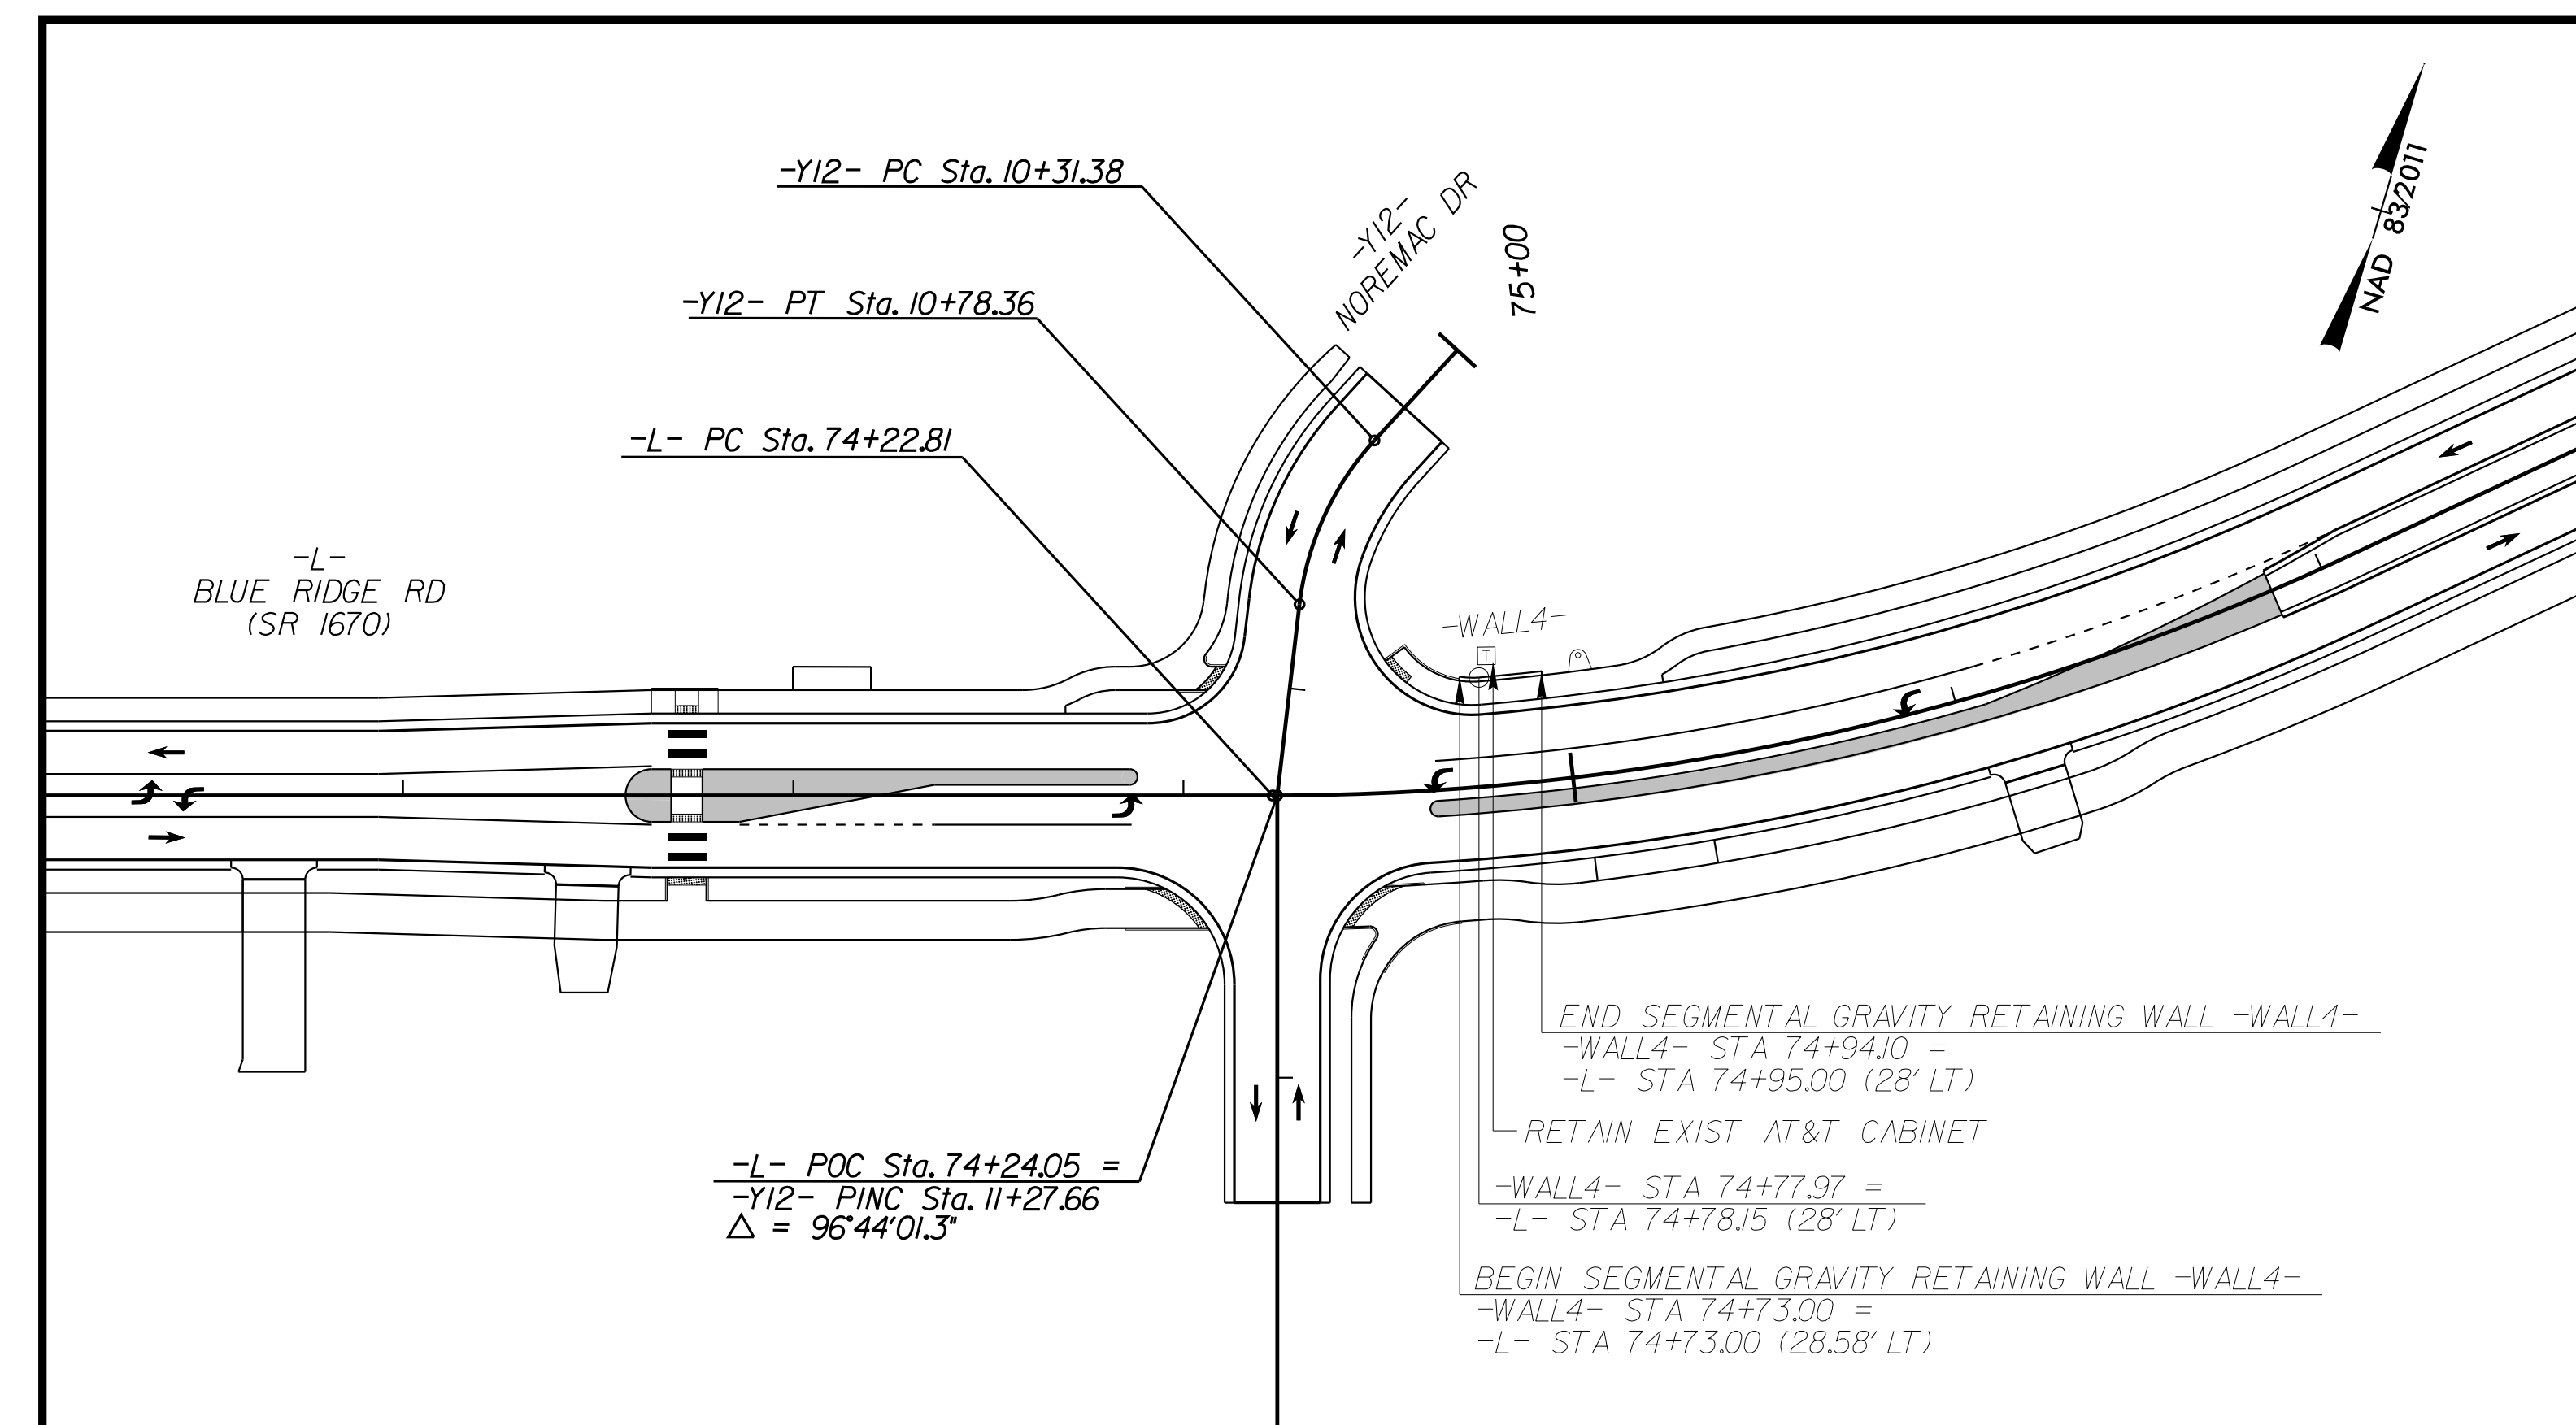 -Y12- PC Sta. 10+31.38
-Y12- PT Sta. 10+78.36
-L- PC Sta. 74+22.81
-L-
BLUE RIDGE RD
(SR 1670)
-Y12-
NOREMAC DR
75+00
NAD 83/2011
-WALL4-
T
END SEGMENTAL GRAVITY RETAINING WALL -WALL4-
-WALL4- STA 74+94.10 =
-L- STA 74+95.00 (28' LT)
RETAIN EXIST AT&T CABINET
-WALL4- STA 74+77.97 =
-L- STA 74+78.15 (28' LT)
BEGIN SEGMENTAL GRAVITY RETAINING WALL -WALL4-
-WALL4- STA 74+73.00 =
-L- STA 74+73.00 (28.58' LT)
-L- POC Sta. 74+24.05 =
-Y12- PINC Sta. 11+27.66
△ = 96°44'01.3"